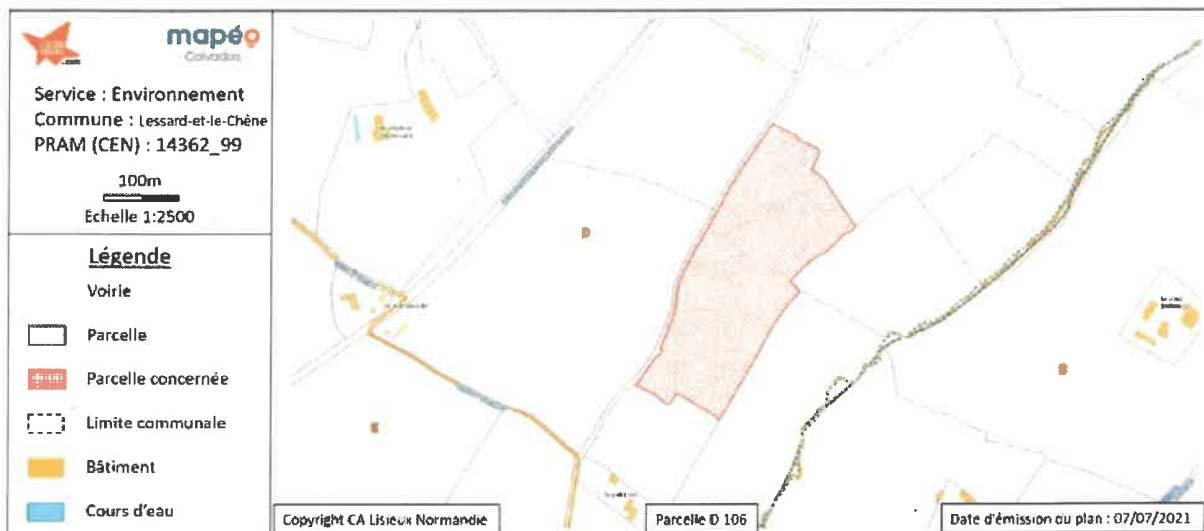 mapéo
Calvados
Service : Environnement
Commune : Lessard-et-le-Chêne
PRAM (CEN) : 14362_99
100m
Echelle 1:2500
Légende
Voirie
Parcelle
Parcelle concernée
Limite communale
Bâtiment
Cours d'eau
D
Copyright CA Lisieux Normandie
Parcelle D 106
Date d'émission du plan : 07/07/2021